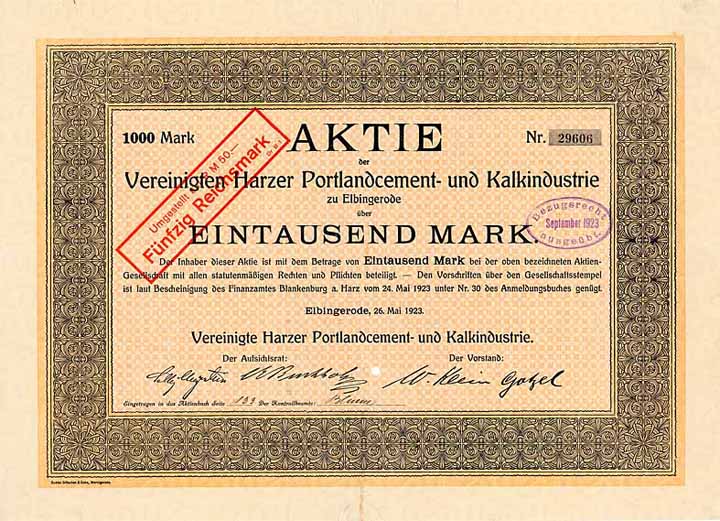 1000 Mark
AKTIE
Nr. 29606
der
Vereinigten Harzer Portlandcement- und Kalkindustrie
zu Elbingerode
über
EINTAUSEND MARK.
Umgestellt M 50.—
Fünfzig Reichsmark
Bezugsrecht
September 1923
ausgeübt.
Der Inhaber dieser Aktie ist mit dem Betrage von Eintausend Mark bei der oben bezeichneten Aktien-
Gesellschaft mit allen statutenmäßigen Rechten und Pflichten beteiligt. — Den Vorschriften über den Gesellschaftsstempel
ist laut Bescheinigung des Finanzamtes Blankenburg a. Harz vom 24. Mai 1923 unter Nr. 30 des Anmeldungsbuches genügt.
Elbingerode, 26. Mai 1923.
Vereinigte Harzer Portlandcement- und Kalkindustrie.
Der Aufsichtsrat:
Der Vorstand:
W. Klein
Eingetragen in das Aktienbuch Seite 133 Der Kontrollbeamte: